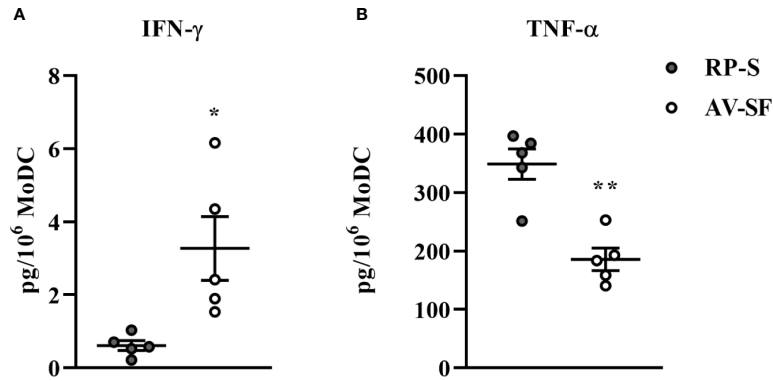 A
IFN-γ
pg/10⁶ MoDC
8
6
4
2
0
*
B
TNF-α
pg/10⁶ MoDC
500
400
300
200
100
0
**
RP-S
AV-SF